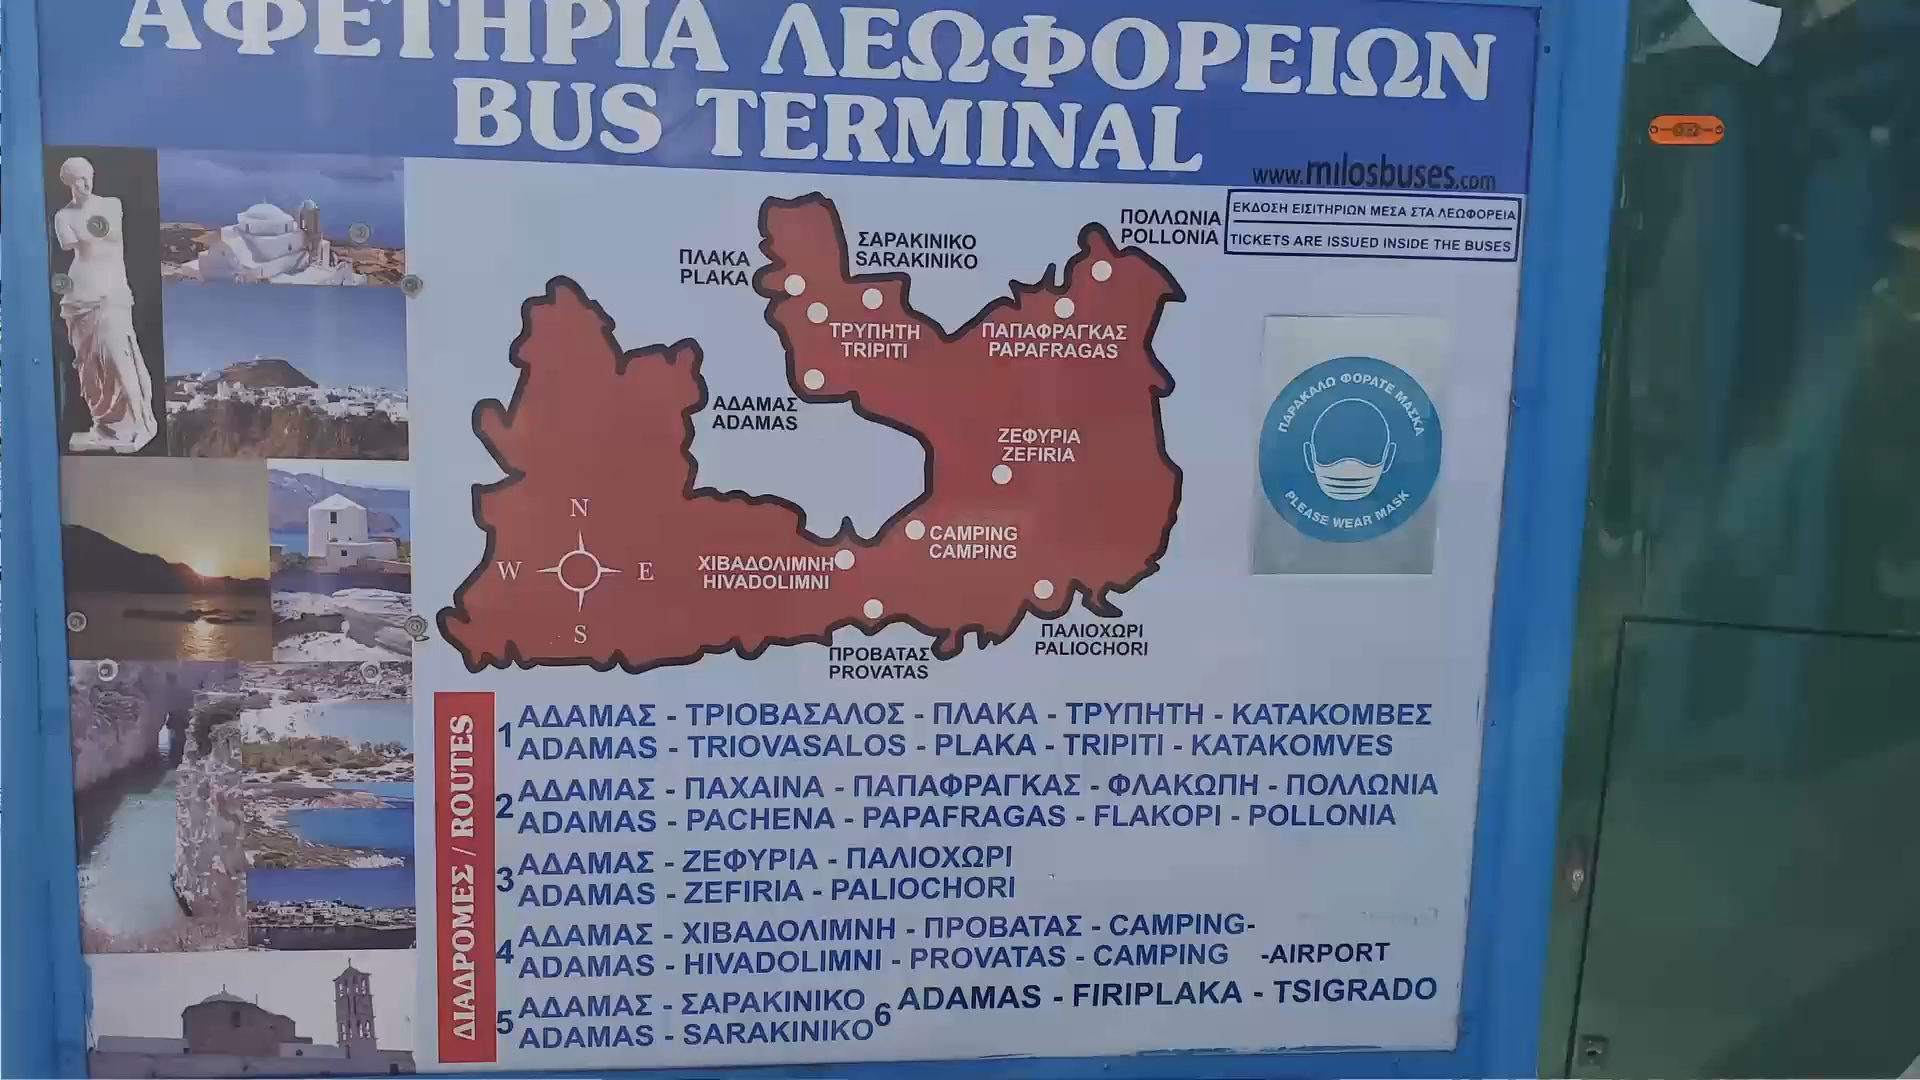 ΑΦΕΤΗΡΙΑ ΛΕΩΦΟΡΕΙΩΝ
BUS TERMINAL
www.milosbuses.com
ΕΚΔΟΣΗ ΕΙΣΙΤΗΡΙΩΝ ΜΕΣΑ ΣΤΑ ΛΕΩΦΟΡΕΙΑ
TICKETS ARE ISSUED INSIDE THE BUSES
ΠΟΛΛΩΝΙΑ
POLLONIA
ΣΑΡΑΚΙΝΙΚΟ
SARAKINIKO
ΠΛΑΚΑ
PLAKA
ΤΡΥΠΗΤΗ
TRIPITI
ΠΑΠΑΦΡΑΓΚΑΣ
PAPAFRAGAS
ΑΔΑΜΑΣ
ADAMAS
ΖΕΦΥΡΙΑ
ZEFIRIA
CAMPING
CAMPING
ΧΙΒΑΔΟΛΙΜΝΗ
HIVADOLIMNI
ΠΑΛΙΟΧΩΡΙ
PALIOCHORI
ΠΡΟΒΑΤΑΣ
PROVATAS
N
W E
S
ΠΑΡΑΚΑΛΩ ΦΟΡΑΤΕ ΜΑΣΚΑ
PLEASE WEAR MASK
ΔΙΑΔΡΟΜΕΣ / ROUTES
1 ΑΔΑΜΑΣ - ΤΡΙΟΒΑΣΑΛΟΣ - ΠΛΑΚΑ - ΤΡΥΠΗΤΗ - ΚΑΤΑΚΟΜΒΕΣ
ADAMAS - TRIOVASALOS - PLAKA - TRIPITI - KATAKOMVES
2 ΑΔΑΜΑΣ - ΠΑΧΑΙΝΑ - ΠΑΠΑΦΡΑΓΚΑΣ - ΦΛΑΚΩΠΗ - ΠΟΛΛΩΝΙΑ
ADAMAS - PACHENA - PAPAFRAGAS - FLAKOPI - POLLONIA
3 ΑΔΑΜΑΣ - ΖΕΦΥΡΙΑ - ΠΑΛΙΟΧΩΡΙ
ADAMAS - ZEFIRIA - PALIOCHORI
4 ΑΔΑΜΑΣ - ΧΙΒΑΔΟΛΙΜΝΗ - ΠΡΟΒΑΤΑΣ - CAMPING-
ADAMAS - HIVADOLIMNI - PROVATAS - CAMPING -AIRPORT
5 ΑΔΑΜΑΣ - ΣΑΡΑΚΙΝΙΚΟ
ADAMAS - SARAKINIKO
6 ADAMAS - FIRIPLAKA - TSIGRADO